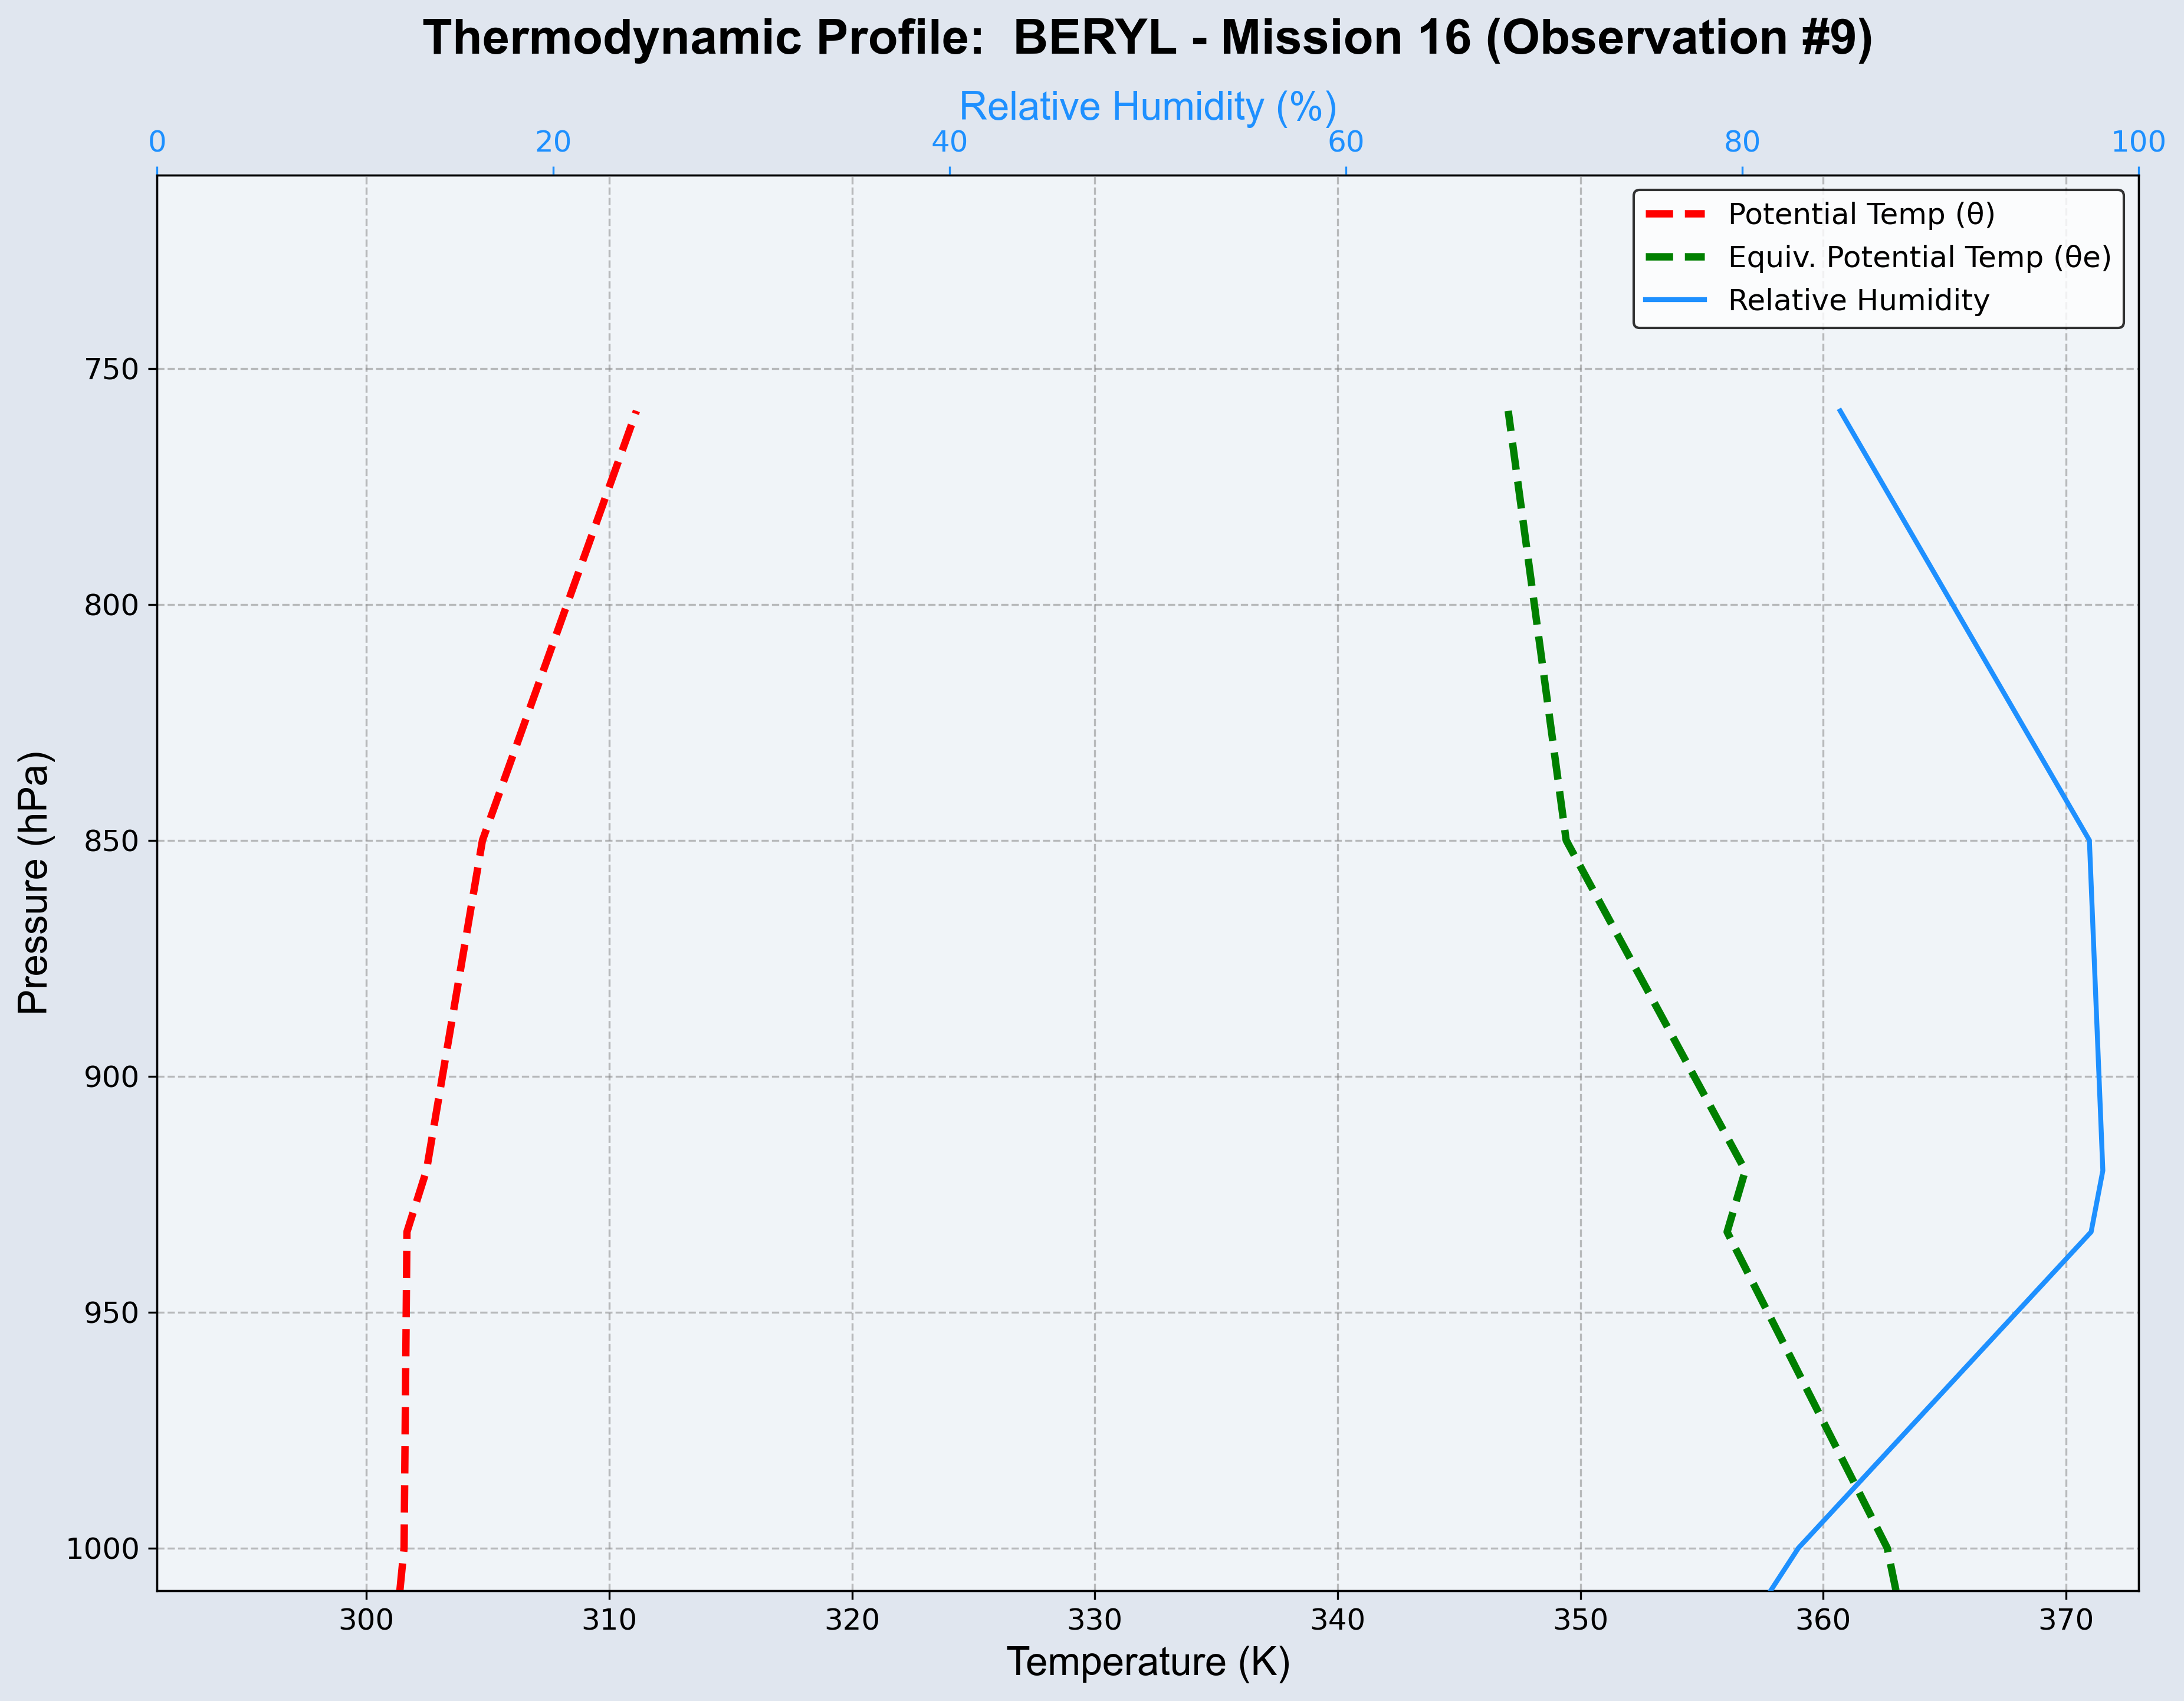 Thermodynamic Profile:  BERYL - Mission 16 (Observation #9)
Relative Humidity (%)
0 20 40 60 80 100
Potential Temp (θ)
Equiv. Potential Temp (θe)
Relative Humidity
Pressure (hPa)
750
800
850
900
950
1000
300 310 320 330 340 350 360 370
Temperature (K)